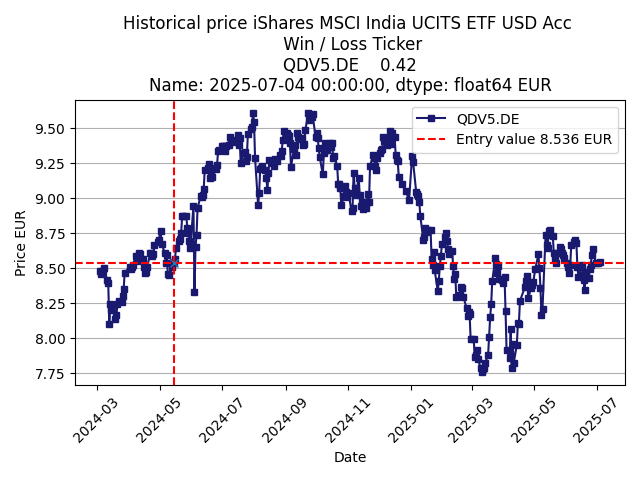 Historical price iShares MSCI India UCITS ETF USD Acc
Win / Loss Ticker
QDV5.DE    0.42
Name: 2025-07-04 00:00:00, dtype: float64 EUR
QDV5.DE
Entry value 8.536 EUR
Price EUR
9.50
9.25
9.00
8.75
8.50
8.25
8.00
7.75
2024-03
2024-05
2024-07
2024-09
2024-11
2025-01
2025-03
2025-05
2025-07
Date